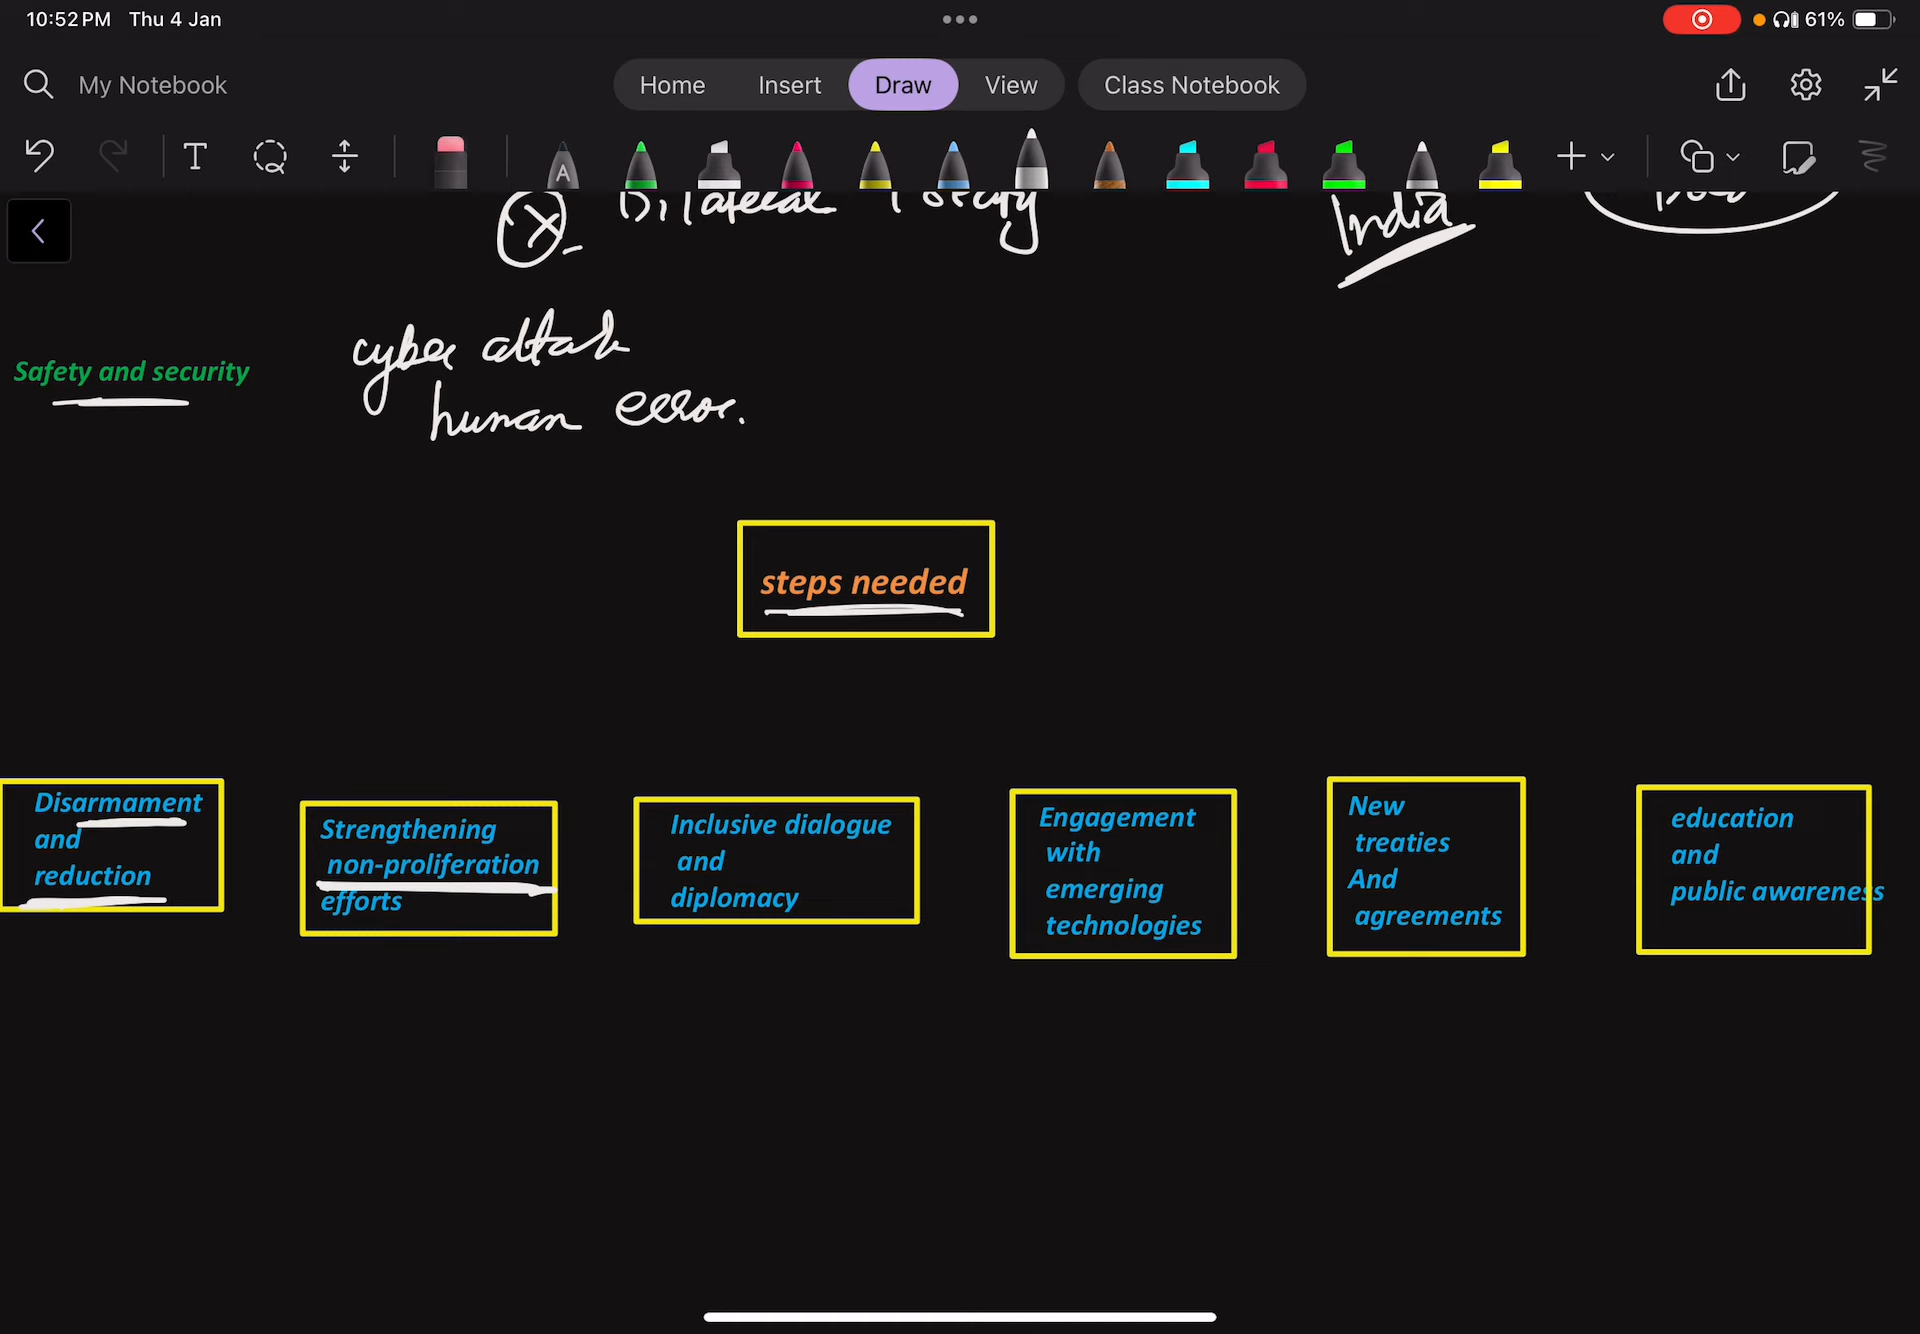 10:52 PM Thu 4 Jan
61%
My Notebook
Home Insert Draw View Class Notebook
T
A
Bilateral
India
Safety and security
cyber attack
human error.
steps needed
Disarmament
and
reduction
Strengthening
non-proliferation
efforts
Inclusive dialogue
and
diplomacy
Engagement
with
emerging
technologies
New
treaties
And
agreements
education
and
public awareness